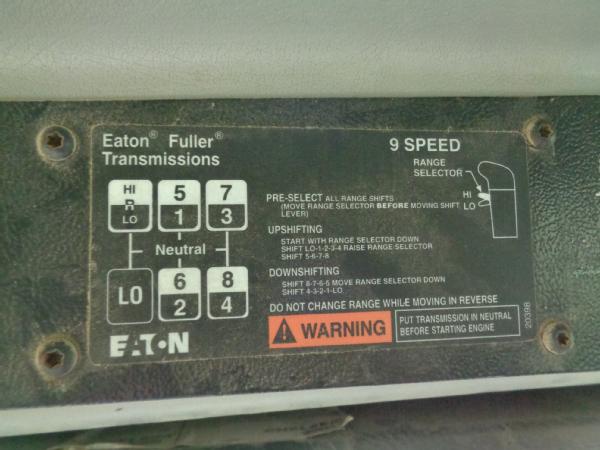 Eaton® Fuller®
Transmissions
9 SPEED
RANGE
SELECTOR
HI
LO
HI
R
LO
5
1
7
3
Neutral
LO
6
2
8
4
EATON
PRE-SELECT ALL RANGE SHIFTS
(MOVE RANGE SELECTOR BEFORE MOVING SHIFT
LEVER)
UPSHIFTING
START WITH RANGE SELECTOR DOWN
SHIFT LO-1-2-3-4 RAISE RANGE SELECTOR
SHIFT 5-6-7-8
DOWNSHIFTING
SHIFT 8-7-6-5 MOVE RANGE SELECTOR DOWN
SHIFT 4-3-2-1-LO
DO NOT CHANGE RANGE WHILE MOVING IN REVERSE
WARNING
PUT TRANSMISSION IN NEUTRAL
BEFORE STARTING ENGINE
20398